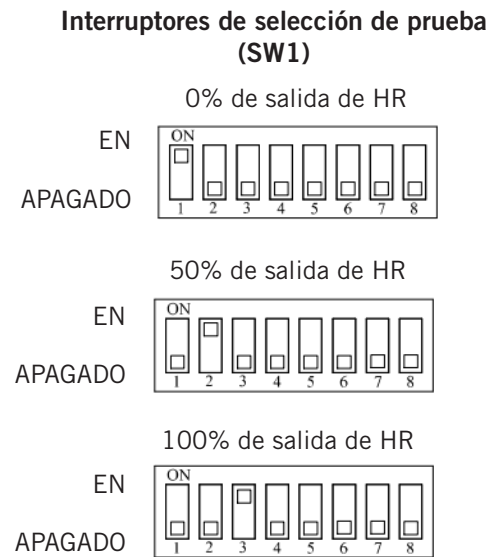 Interruptores de selección de prueba
(SW1)
0% de salida de HR
EN
ON
APAGADO
1 2 3 4 5 6 7 8
50% de salida de HR
EN
ON
APAGADO
1 2 3 4 5 6 7 8
100% de salida de HR
EN
ON
APAGADO
1 2 3 4 5 6 7 8